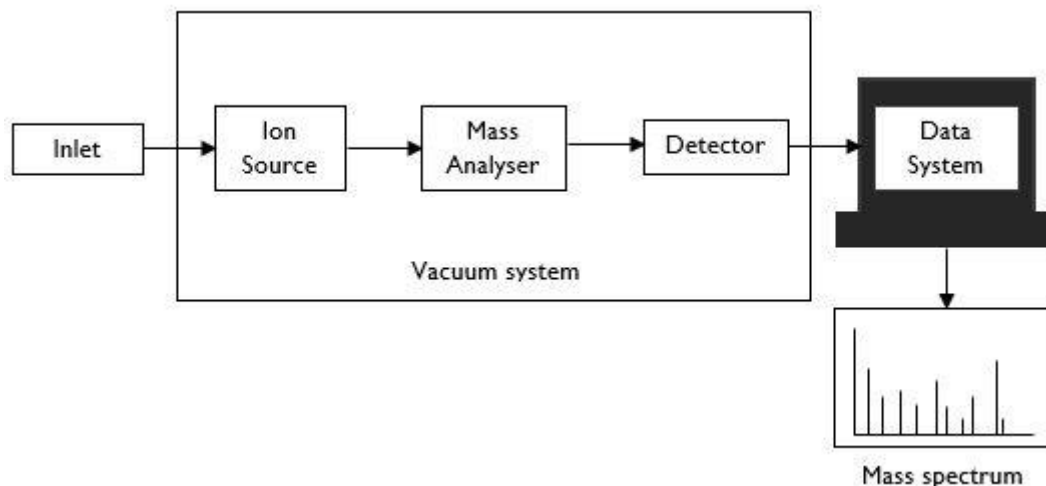 Inlet
Ion
Source
Mass
Analyser
Detector
Data
System
Vacuum system
Mass spectrum